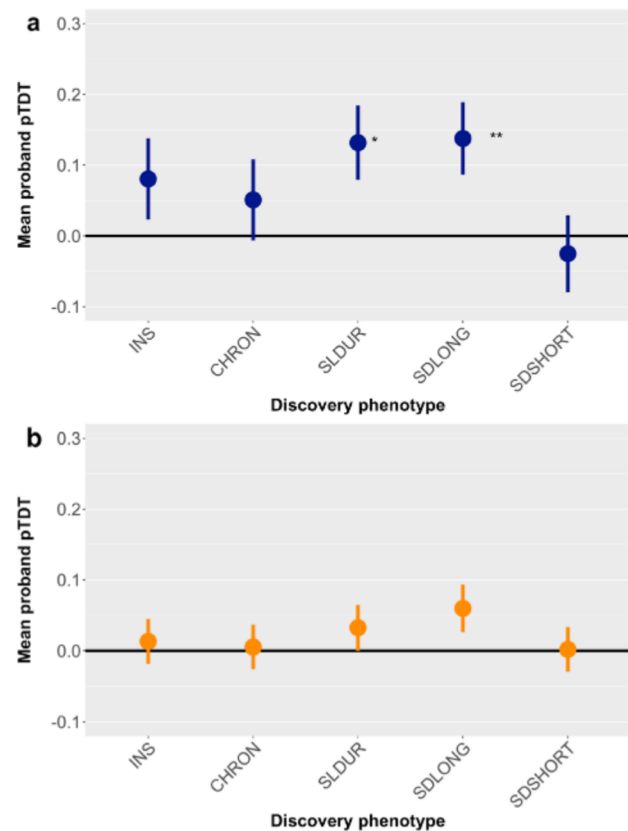 a
0.3
0.2
0.1
0.0
-0.1
Mean proband pTDT
*
**
INS
CHRON
SLDUR
SDLONG
SDSHORT
Discovery phenotype
b
0.3
0.2
0.1
0.0
-0.1
Mean proband pTDT
INS
CHRON
SLDUR
SDLONG
SDSHORT
Discovery phenotype